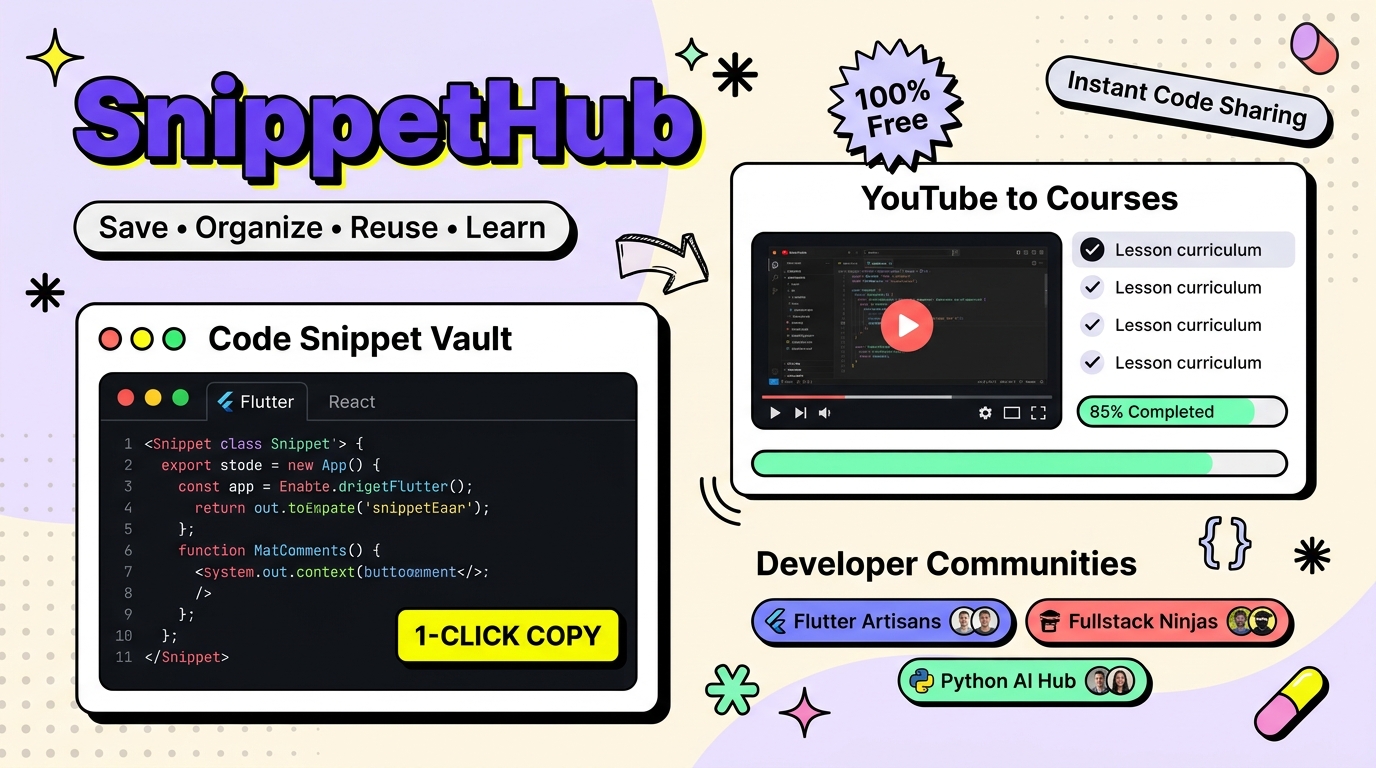 SnippetHub
Save • Organize • Reuse • Learn
100%
Free
Instant Code Sharing
Code Snippet Vault
Flutter
React
1 <Snippet class Snippet'> {
2 export stode = new App() {
3 const app = Enabte.drigetFlutter();
4 return out.toEmpate('snippetEaar');
5 };
6 function MatComments() {
7 <System.out.context(buttooment</>;
8 />
9 };
10 };
11 </Snippet>
1-CLICK COPY
YouTube to Courses
Lesson curriculum
Lesson curriculum
Lesson curriculum
Lesson curriculum
85% Completed
{}
Developer Communities
Flutter Artisans
Fullstack Ninjas
Python AI Hub